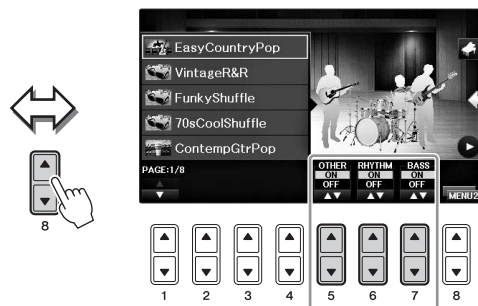 EasyCountryPop
VintageR&R
FunkyShuffle
70sCoolShuffle
ContempGtrPop
PAGE:1/8
OTHER RHYTHM BASS
ON ON ON
OFF OFF OFF
MENU2
8
1 2 3 4 5 6 7 8